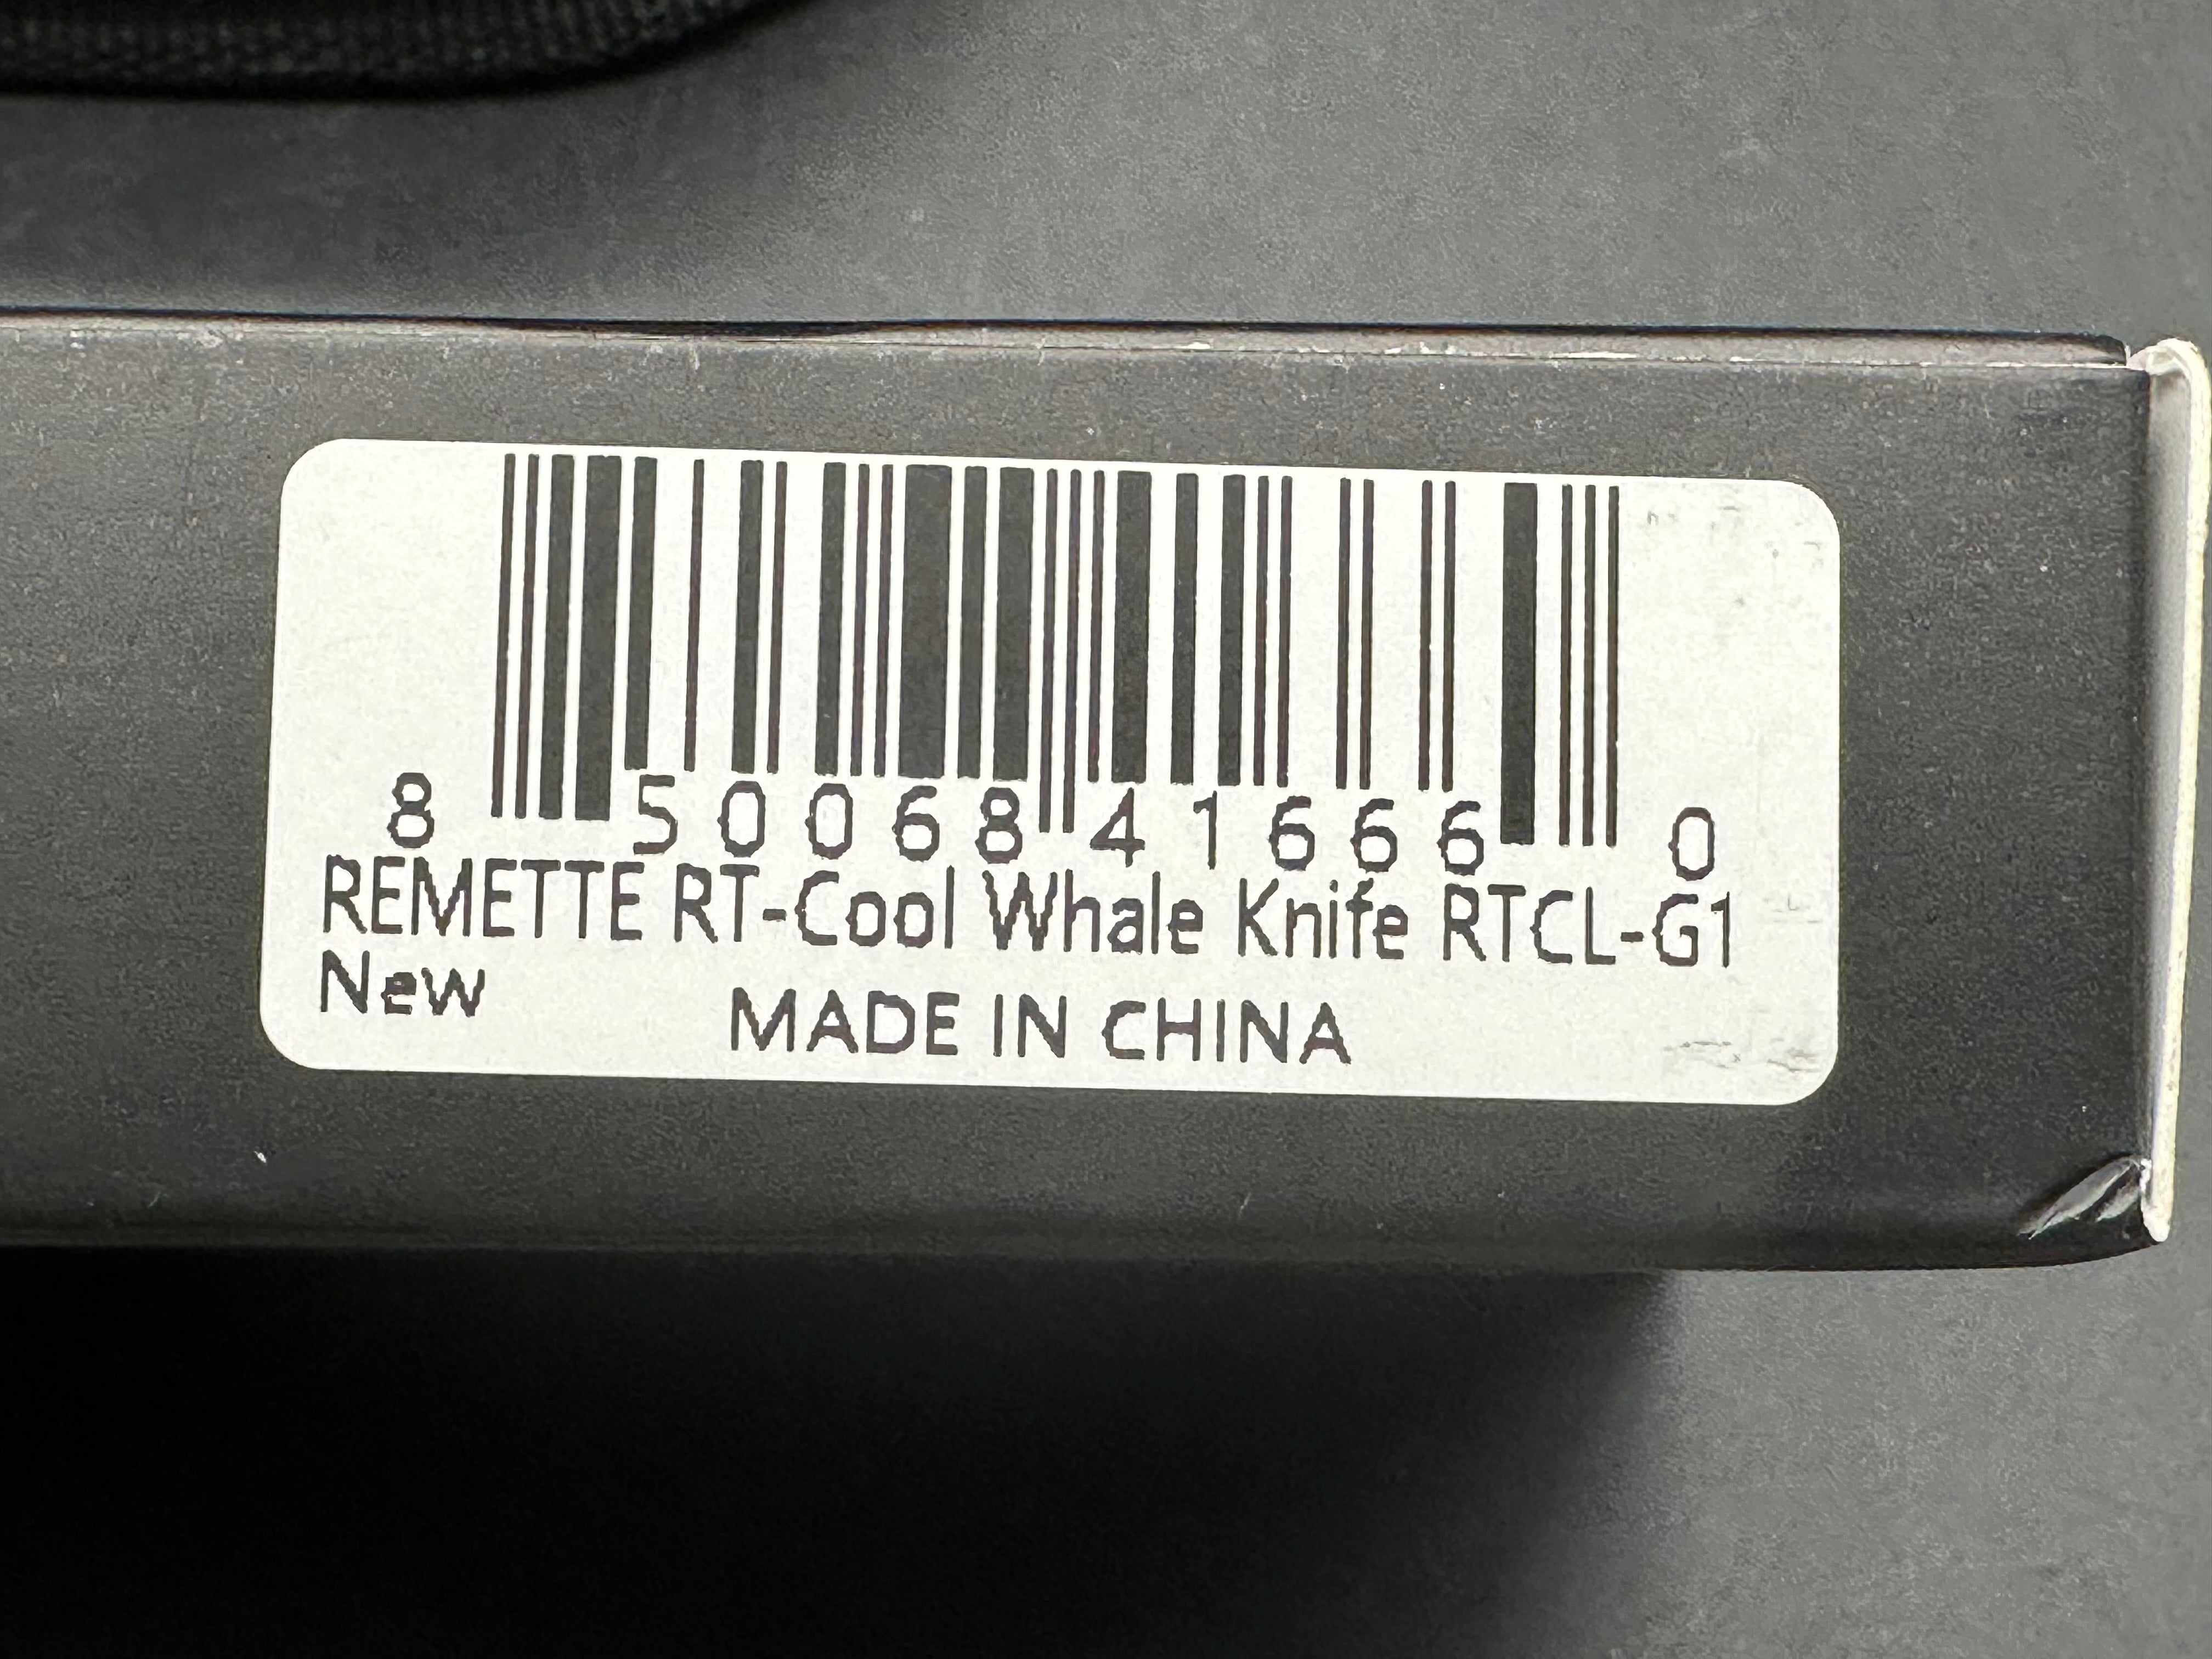 8 50068 41666 0
REMETTE RT-Cool Whale Knife RTCL-G1
New
MADE IN CHINA